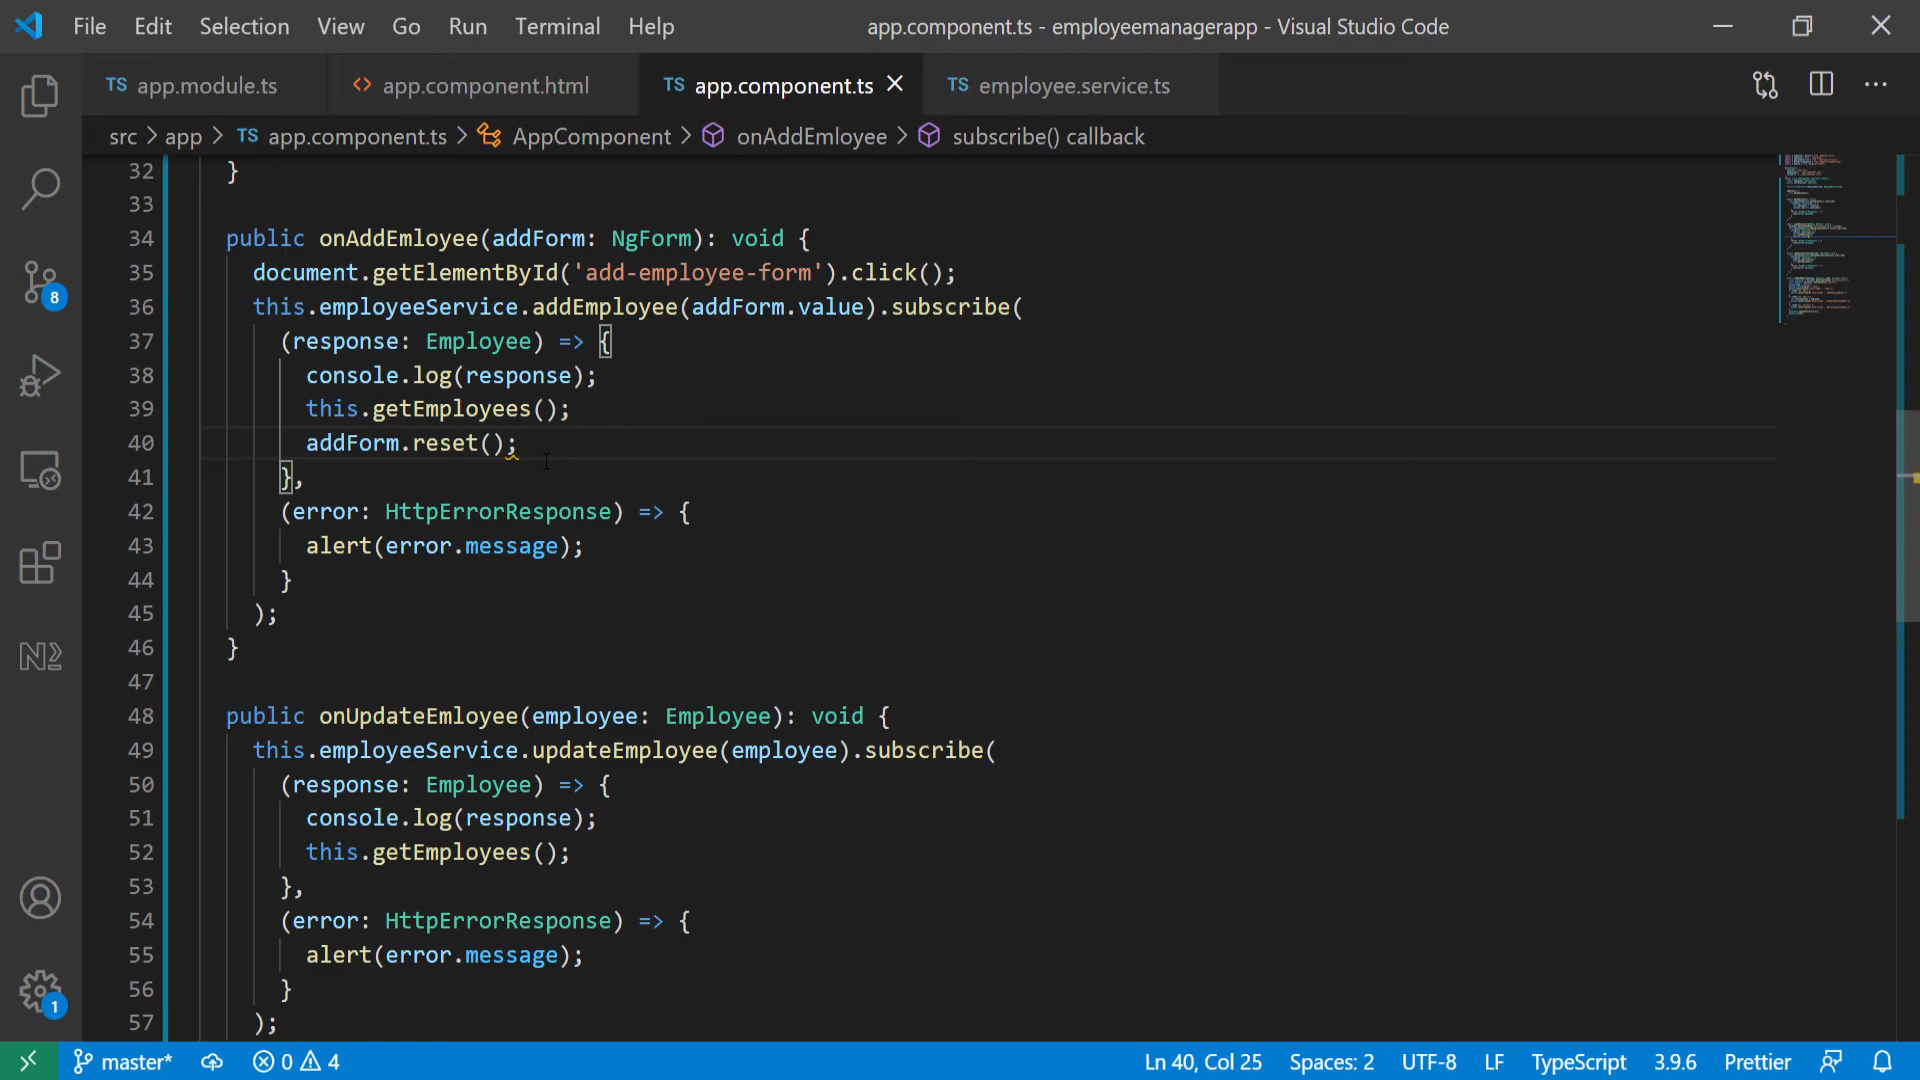 File Edit Selection View Go Run Terminal Help app.component.ts - employeemanagerapp - Visual Studio Code
TS app.module.ts <> app.component.html TS app.component.ts TS employee.service.ts
src > app > TS app.component.ts > AppComponent > onAddEmloyee > subscribe() callback
32 }
33
34 public onAddEmloyee(addForm: NgForm): void {
35 document.getElementById('add-employee-form').click();
36 this.employeeService.addEmployee(addForm.value).subscribe(
37 (response: Employee) => {
38 console.log(response);
39 this.getEmployees();
40 addForm.reset();
41 },
42 (error: HttpErrorResponse) => {
43 alert(error.message);
44 }
45 );
46 }
47
48 public onUpdateEmloyee(employee: Employee): void {
49 this.employeeService.updateEmployee(employee).subscribe(
50 (response: Employee) => {
51 console.log(response);
52 this.getEmployees();
53 },
54 (error: HttpErrorResponse) => {
55 alert(error.message);
56 }
57 );
8
1
master* 0 4 Ln 40, Col 25 Spaces: 2 UTF-8 LF TypeScript 3.9.6 Prettier